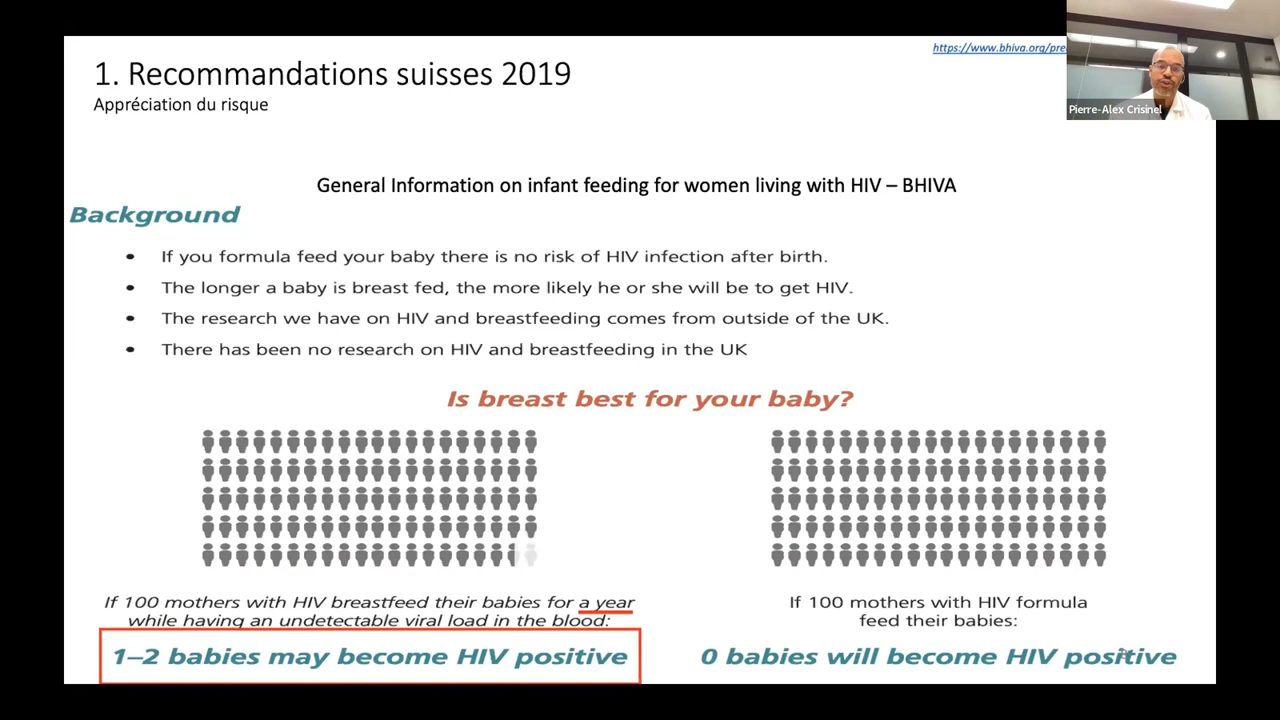 https://www.bhiva.org/pre
1. Recommandations suisses 2019
Appréciation du risque
Pierre-Alex Crisinel
General Information on infant feeding for women living with HIV – BHIVA
Background
• If you formula feed your baby there is no risk of HIV infection after birth.
• The longer a baby is breast fed, the more likely he or she will be to get HIV.
• The research we have on HIV and breastfeeding comes from outside of the UK.
• There has been no research on HIV and breastfeeding in the UK
Is breast best for your baby?
If 100 mothers with HIV breastfeed their babies for a year
while having an undetectable viral load in the blood:
1–2 babies may become HIV positive
If 100 mothers with HIV formula
feed their babies:
0 babies will become HIV positive